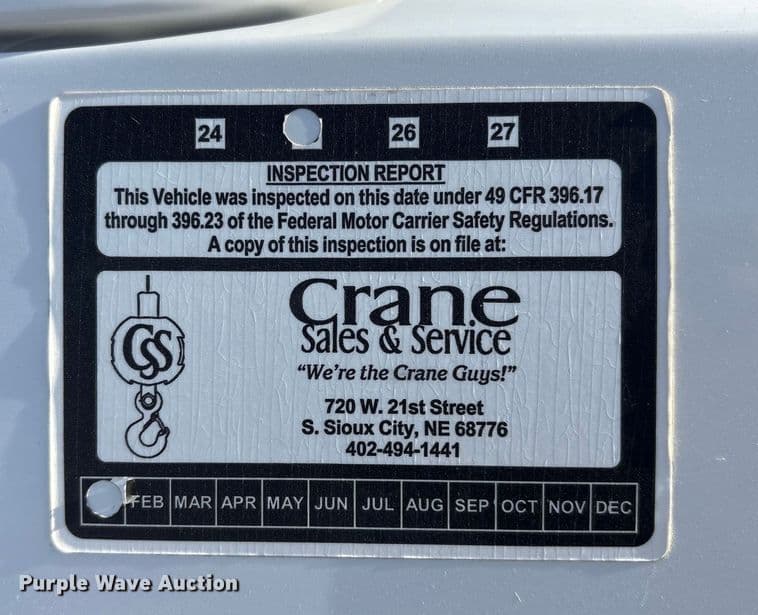 24 26 27
INSPECTION REPORT
This Vehicle was inspected on this date under 49 CFR 396.17
through 396.23 of the Federal Motor Carrier Safety Regulations.
A copy of this inspection is on file at:
CSS
Crane
Sales & Service
“We’re the Crane Guys!”
720 W. 21st Street
S. Sioux City, NE 68776
402-494-1441
FEB MAR APR MAY JUN JUL AUG SEP OCT NOV DEC
Purple Wave Auction